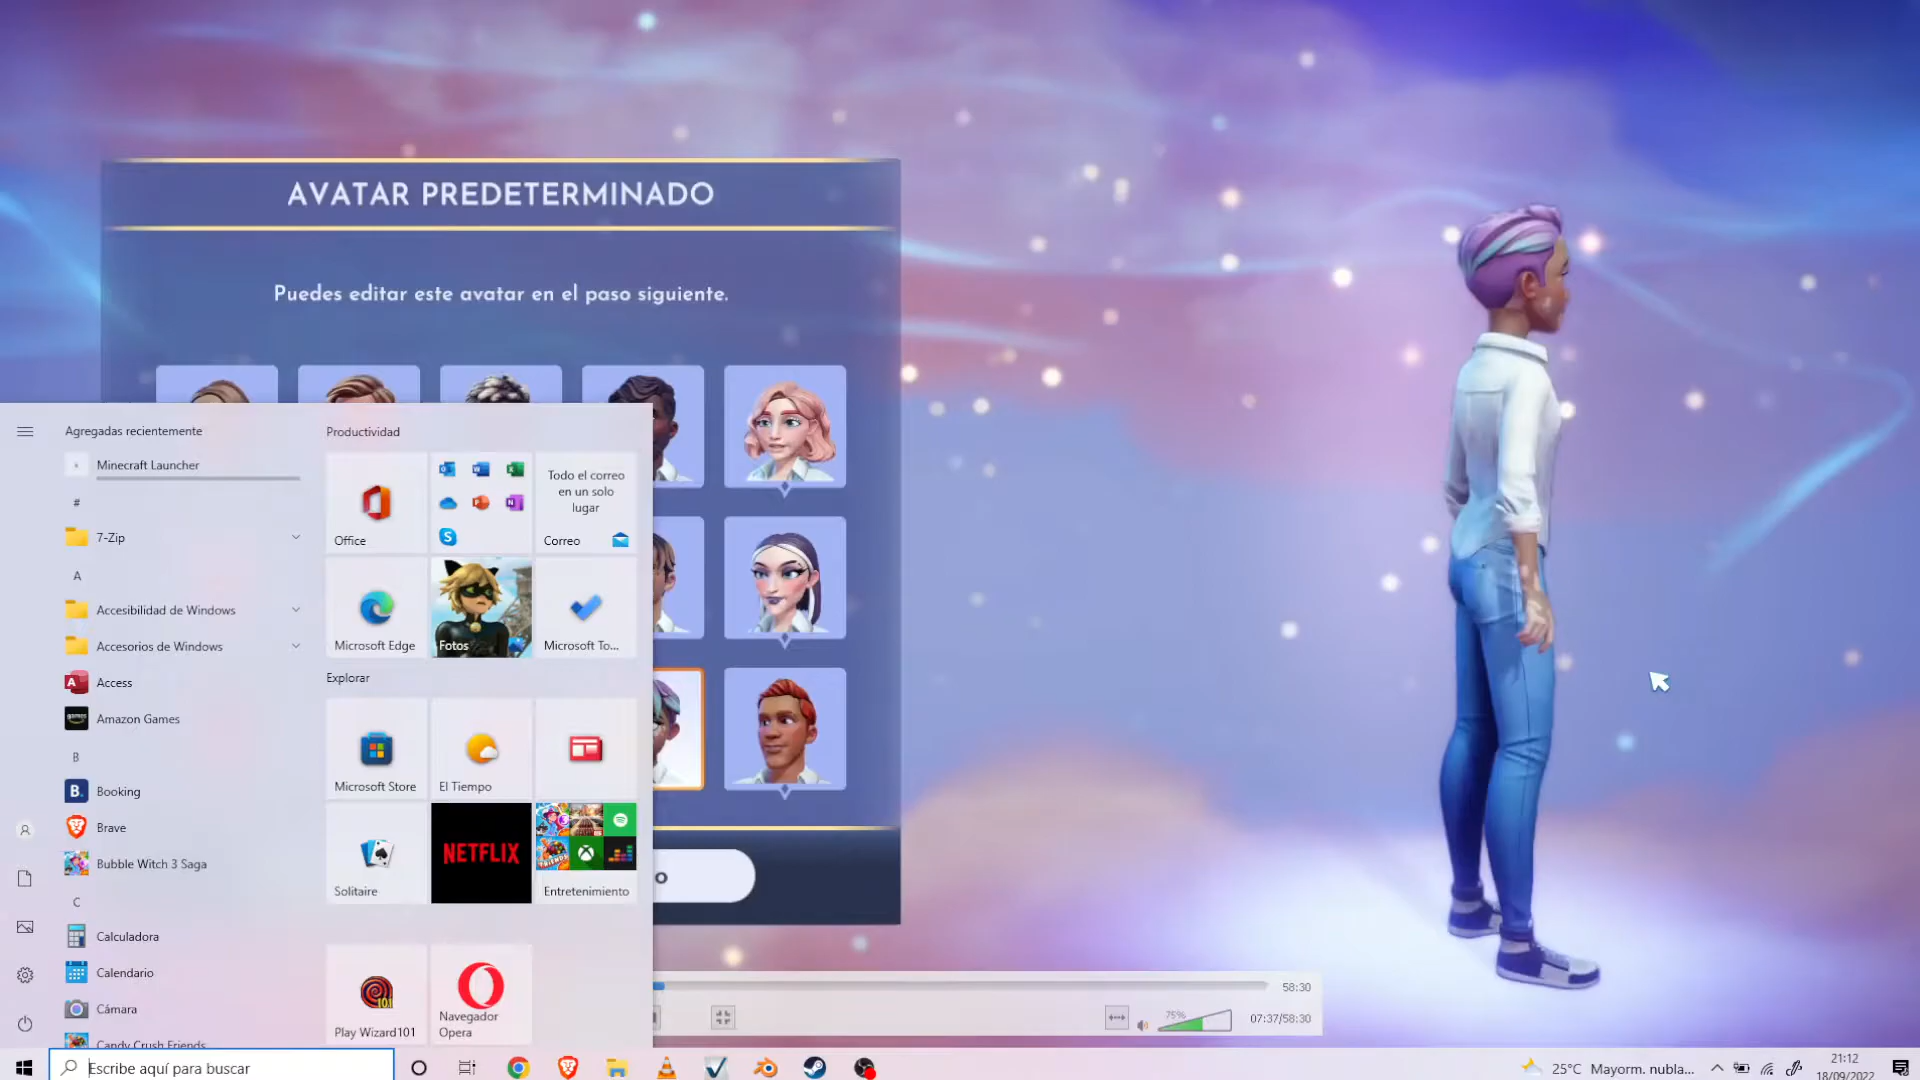 AVATAR PREDETERMINADO
Puedes editar este avatar en el paso siguiente.
Agregadas recientemente
Minecraft Launcher
#
7-Zip
A
Accesibilidad de Windows
Accesorios de Windows
Access
Amazon Games
B
Booking
Brave
Bubble Witch 3 Saga
C
Calculadora
Calendario
Cámara
Candy Crush Friends
Productividad
Office
Todo el correo
en un solo
lugar
Correo
Microsoft Edge
Fotos
Microsoft To...
Explorar
Microsoft Store
El Tiempo
Solitaire
NETFLIX
Entretenimiento
Play Wizard101
Navegador
Opera
o
58:30
75%
07:37/58:30
Escribe aquí para buscar
25°C Mayorm. nubla...
21:12
18/09/2022